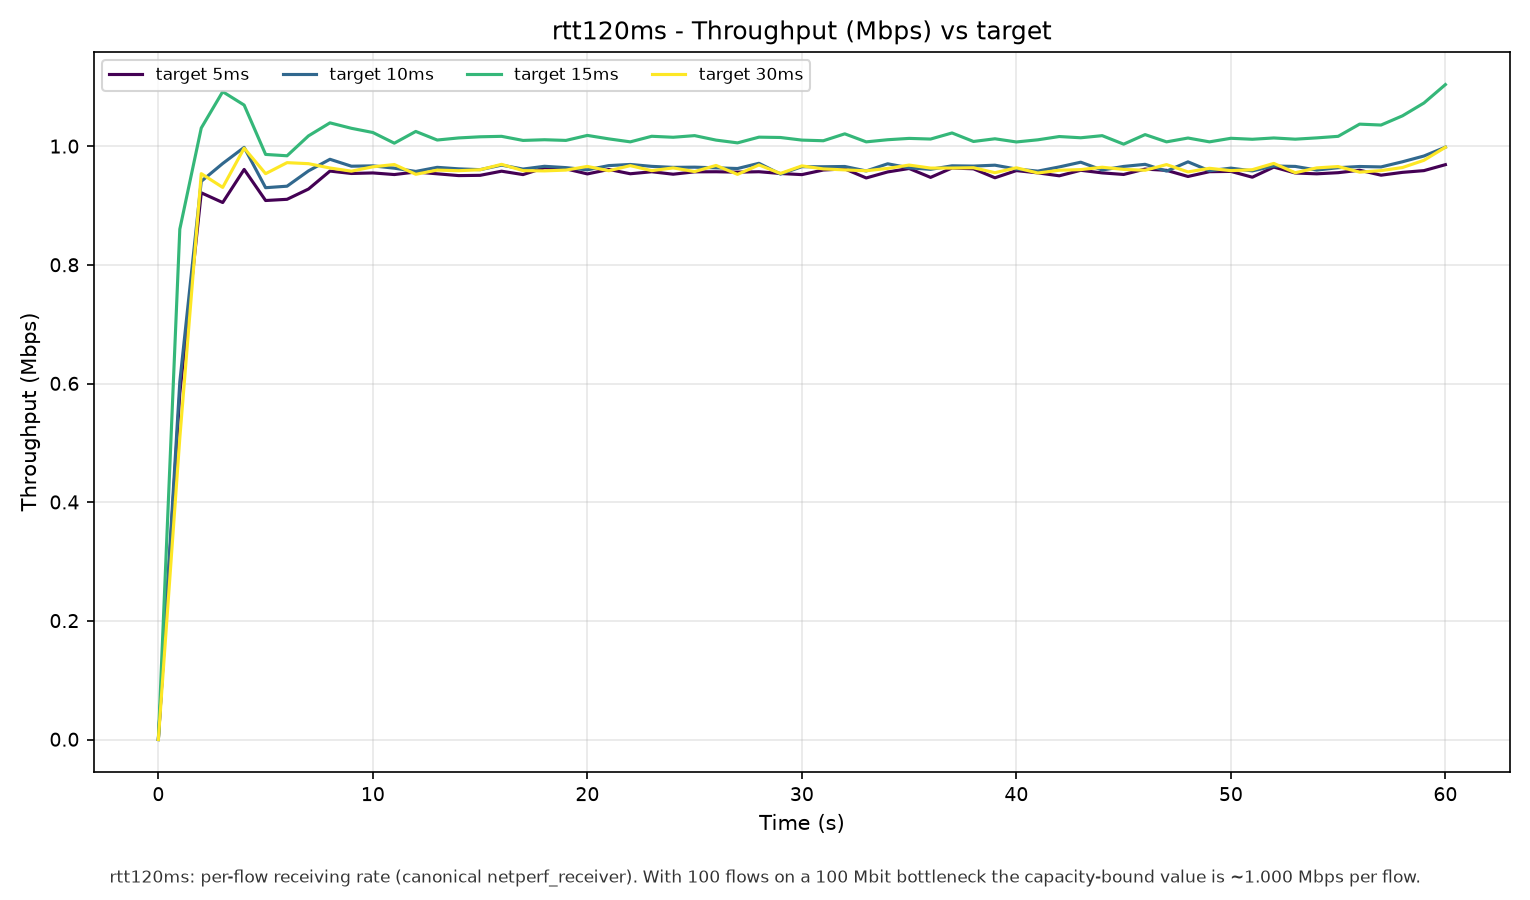 rtt120ms - Throughput (Mbps) vs target
target 5ms
target 10ms
target 15ms
target 30ms
Throughput (Mbps)
1.0
0.8
0.6
0.4
0.2
0.0
0 10 20 30 40 50 60
Time (s)
rtt120ms: per-flow receiving rate (canonical netperf_receiver). With 100 flows on a 100 Mbit bottleneck the capacity-bound value is ~1.000 Mbps per flow.